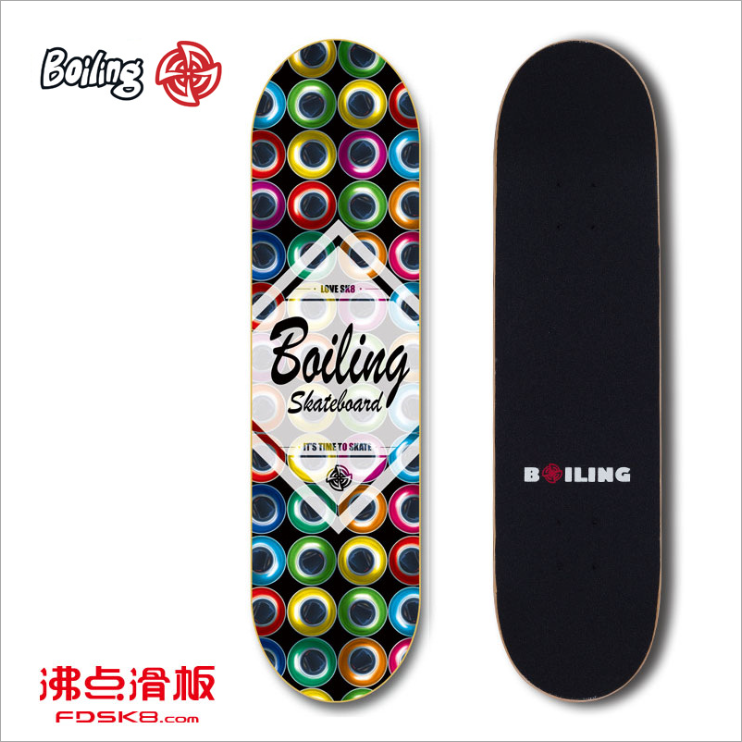 Boiling
LOVE SK8
Boiling
Skateboard
IT'S TIME TO SKATE
BOILING
沸点滑板
FDSK8.com